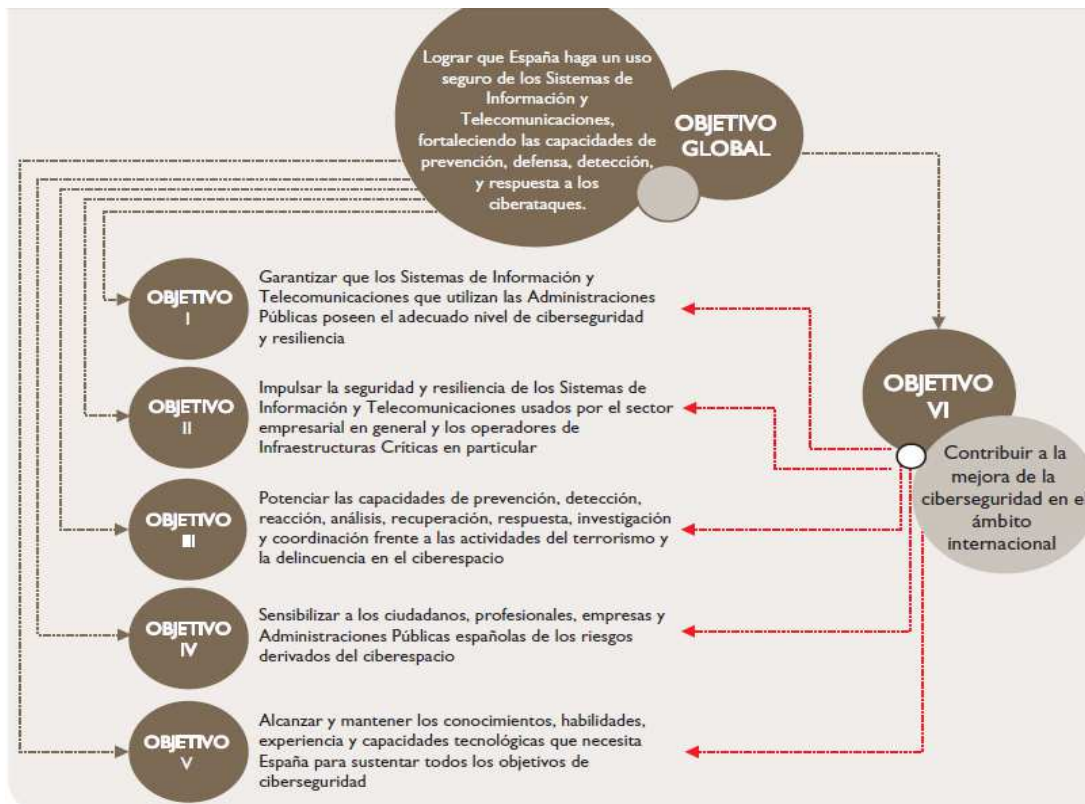 Lograr que España haga un uso
seguro de los Sistemas de
Información y
Telecomunicaciones,
fortaleciendo las capacidades de
prevención, defensa, detección,
y respuesta a los
ciberataques.
OBJETIVO
GLOBAL
OBJETIVO
I
Garantizar que los Sistemas de Información y
Telecomunicaciones que utilizan las Administraciones
Públicas poseen el adecuado nivel de ciberseguridad
y resiliencia
OBJETIVO
II
Impulsar la seguridad y resiliencia de los Sistemas de
Información y Telecomunicaciones usados por el sector
empresarial en general y los operadores de
Infraestructuras Críticas en particular
OBJETIVO
III
Potenciar las capacidades de prevención, detección,
reacción, análisis, recuperación, respuesta, investigación
y coordinación frente a las actividades del terrorismo y
la delincuencia en el ciberespacio
OBJETIVO
IV
Sensibilizar a los ciudadanos, profesionales, empresas y
Administraciones Públicas españolas de los riesgos
derivados del ciberespacio
OBJETIVO
V
Alcanzar y mantener los conocimientos, habilidades,
experiencia y capacidades tecnológicas que necesita
España para sustentar todos los objetivos de
ciberseguridad
OBJETIVO
VI
Contribuir a la
mejora de la
ciberseguridad en el
ámbito
internacional